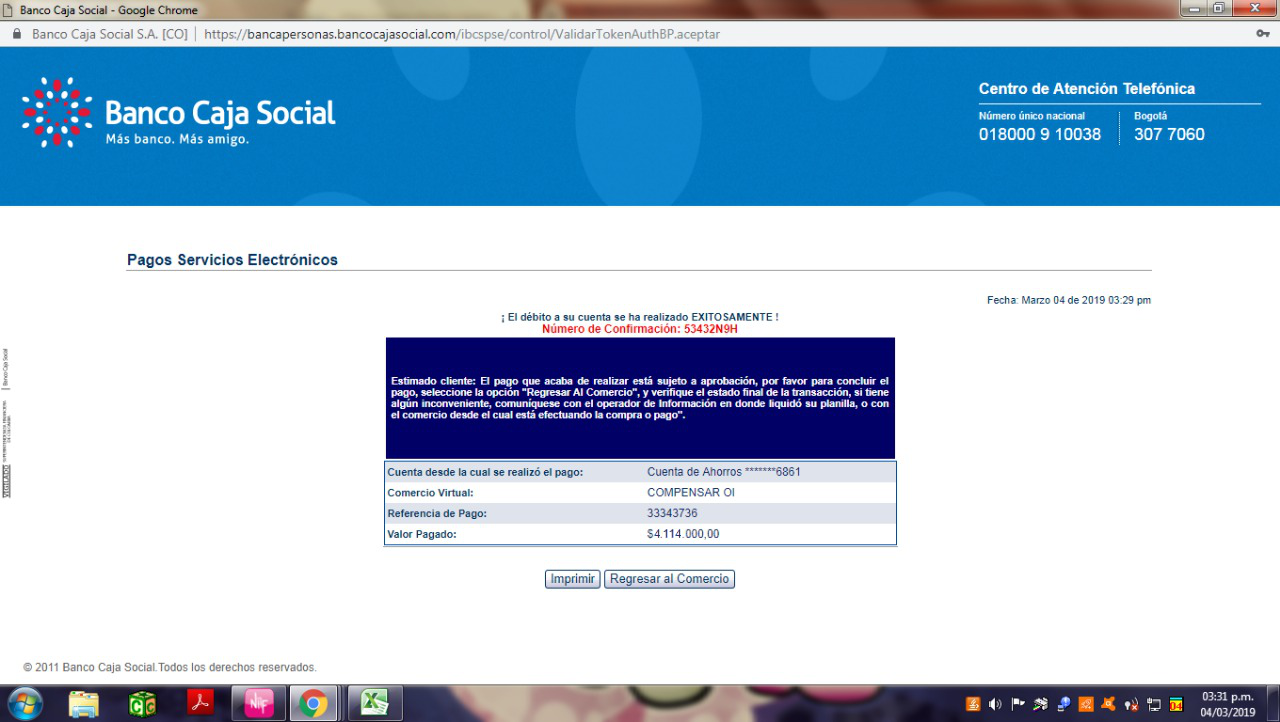 Banco Caja Social - Google Chrome
Banco Caja Social S.A. [CO] | https://bancapersonas.bancocajasocial.com/ibcspse/control/ValidarTokenAuthBP.aceptar
Banco Caja Social
Más banco. Más amigo.
Centro de Atención Telefónica
Número único nacional Bogotá
018000 9 10038 307 7060
Pagos Servicios Electrónicos
Fecha: Marzo 04 de 2019 03:29 pm
¡ El débito a su cuenta se ha realizado EXITOSAMENTE !
Número de Confirmación: 53432N9H
Estimado cliente: El pago que acaba de realizar está sujeto a aprobación, por favor para concluir el
pago, seleccione la opción "Regresar Al Comercio", y verifique el estado final de la transacción, si tiene
algún inconveniente, comuníquese con el operador de Información en donde liquidó su planilla, o con
el comercio desde el cual está efectuando la compra o pago".
Cuenta desde la cual se realizó el pago: Cuenta de Ahorros *******6861
Comercio Virtual: COMPENSAR OI
Referencia de Pago: 33343736
Valor Pagado: $4.114.000,00
Imprimir Regresar al Comercio
Banco Caja Social
VIGILADO
© 2011 Banco Caja Social.Todos los derechos reservados.
NIF
04
03:31 p.m.
04/03/2019